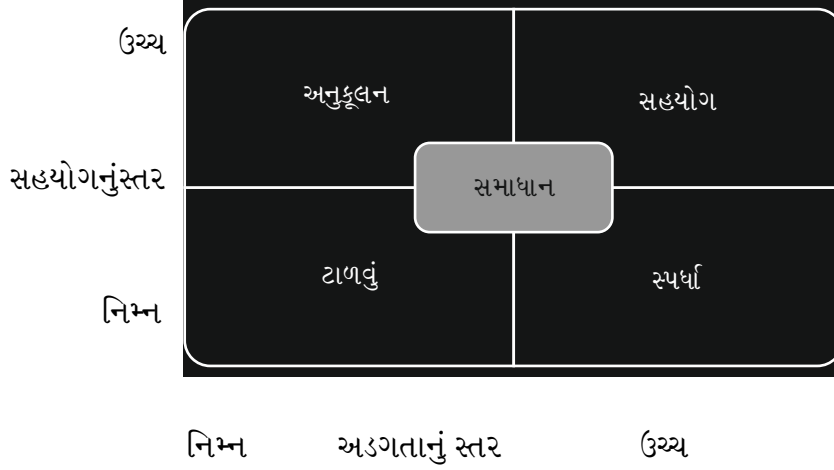 ઉચ્ચ
અનુકૂલન
સહયોગ
સહયોગનુંસ્તર
સમાધાન
ટાળવું
સ્પર્ધા
નિમ્ન
નિમ્ન અડગતાનું સ્તર ઉચ્ચ